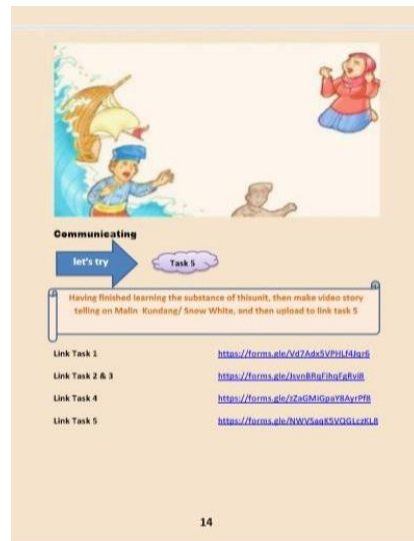 Communicating
let's try
Task 5
Having finished learning the substance of thisunit, then make video story
telling on Malin Kundang/ Snow White, and then upload to link task 5
Link Task 1
Link Task 2 & 3
Link Task 4
Link Task 5
14